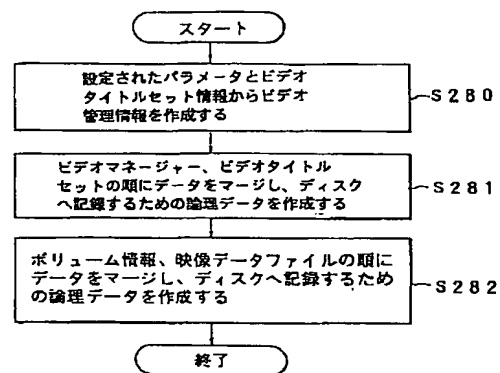 スタート
設定されたパラメータとビデオ
タイトルセット情報からビデオ
管理情報を作成する
S280
ビデオマネージャー、ビデオタイトル
セットの順にデータをマージし、ディスク
へ記録するための論理データを作成する
S281
ボリューム情報、映像データファイルの順に
データをマージし、ディスクへ記録するため
の論理データを作成する
S282
終了